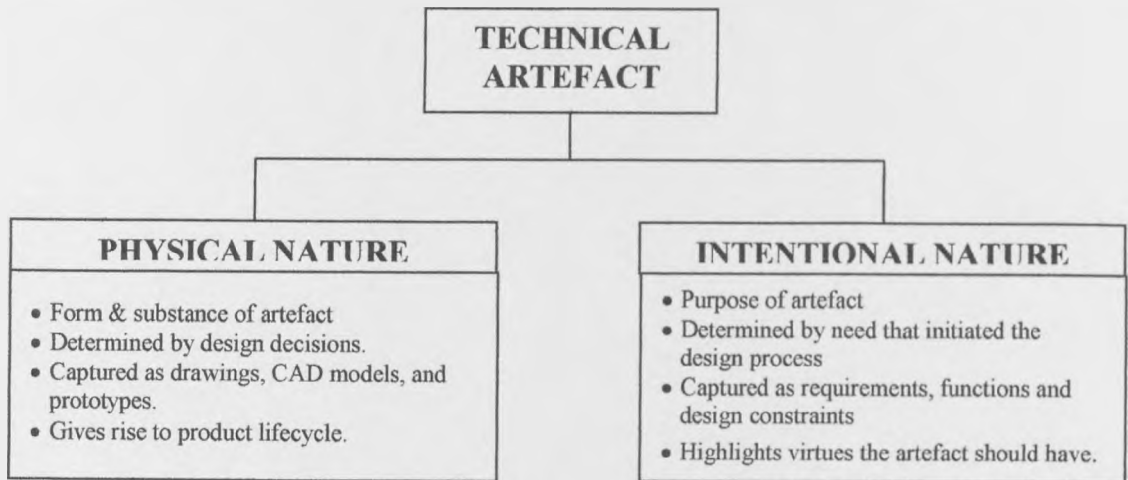 TECHNICAL
ARTEFACT
PHYSICAL NATURE
• Form & substance of artefact
• Determined by design decisions.
• Captured as drawings, CAD models, and
prototypes.
• Gives rise to product lifecycle.
INTENTIONAL NATURE
• Purpose of artefact
• Determined by need that initiated the
design process
• Captured as requirements, functions and
design constraints
• Highlights virtues the artefact should have.